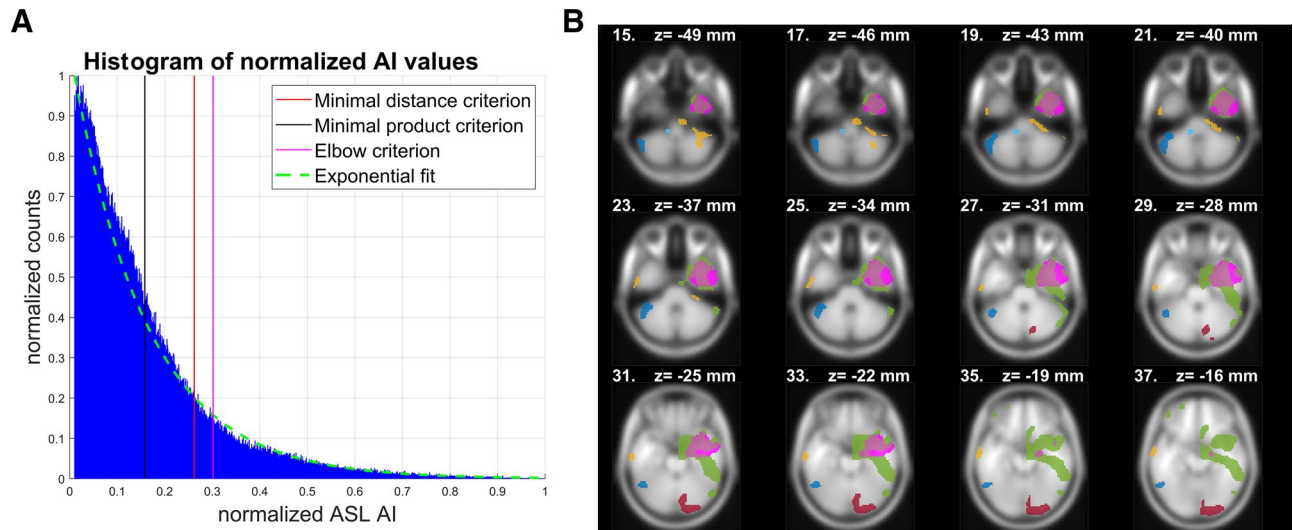 A
Histogram of normalized AI values
Minimal distance criterion
Minimal product criterion
Elbow criterion
Exponential fit
normalized counts
1
0.9
0.8
0.7
0.6
0.5
0.4
0.3
0.2
0.1
0
0 0.1 0.2 0.3 0.4 0.5 0.6 0.7 0.8 0.9 1
normalized ASL AI
B
15. z= -49 mm 17. z= -46 mm 19. z= -43 mm 21. z= -40 mm
23. z= -37 mm 25. z= -34 mm 27. z= -31 mm 29. z= -28 mm
31. z= -25 mm 33. z= -22 mm 35. z= -19 mm 37. z= -16 mm